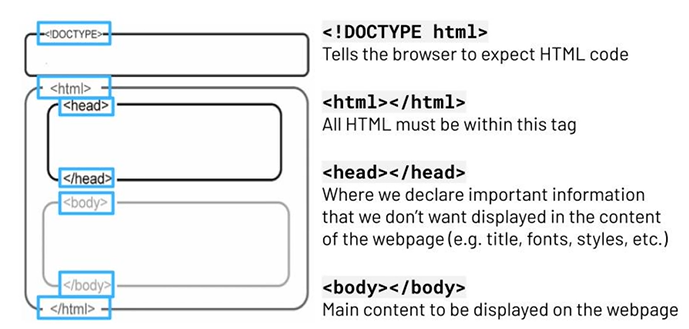 <!DOCTYPE>
<html>
<head>
</head>
<body>
</body>
</html>
<!DOCTYPE html>
Tells the browser to expect HTML code
<html></html>
All HTML must be within this tag
<head></head>
Where we declare important information
that we don't want displayed in the content
of the webpage (e.g. title, fonts, styles, etc.)
<body></body>
Main content to be displayed on the webpage